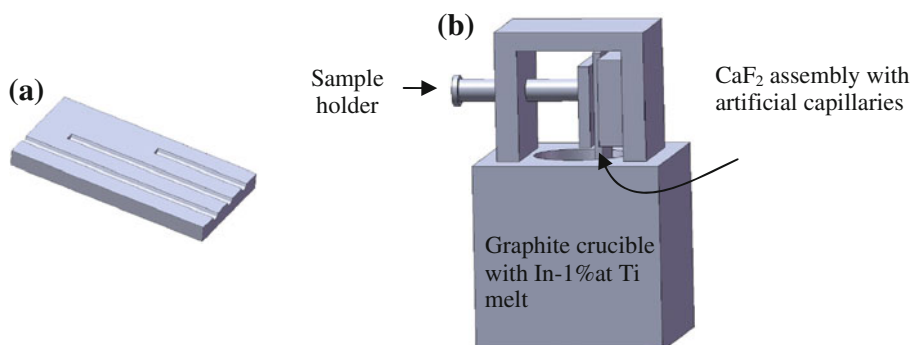 (a)
(b)
Sample
holder
CaF₂ assembly with
artificial capillaries
Graphite crucible
with In-1%at Ti
melt